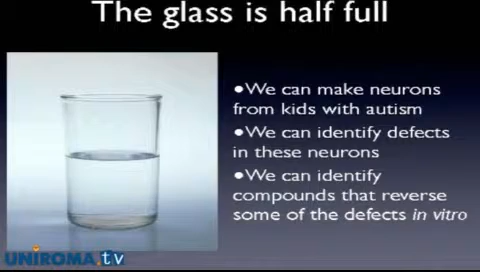 The glass is half full
●We can make neurons
from kids with autism
●We can identify defects
in these neurons
●We can identify
compounds that reverse
some of the defects in vitro
UNIROMA.tv